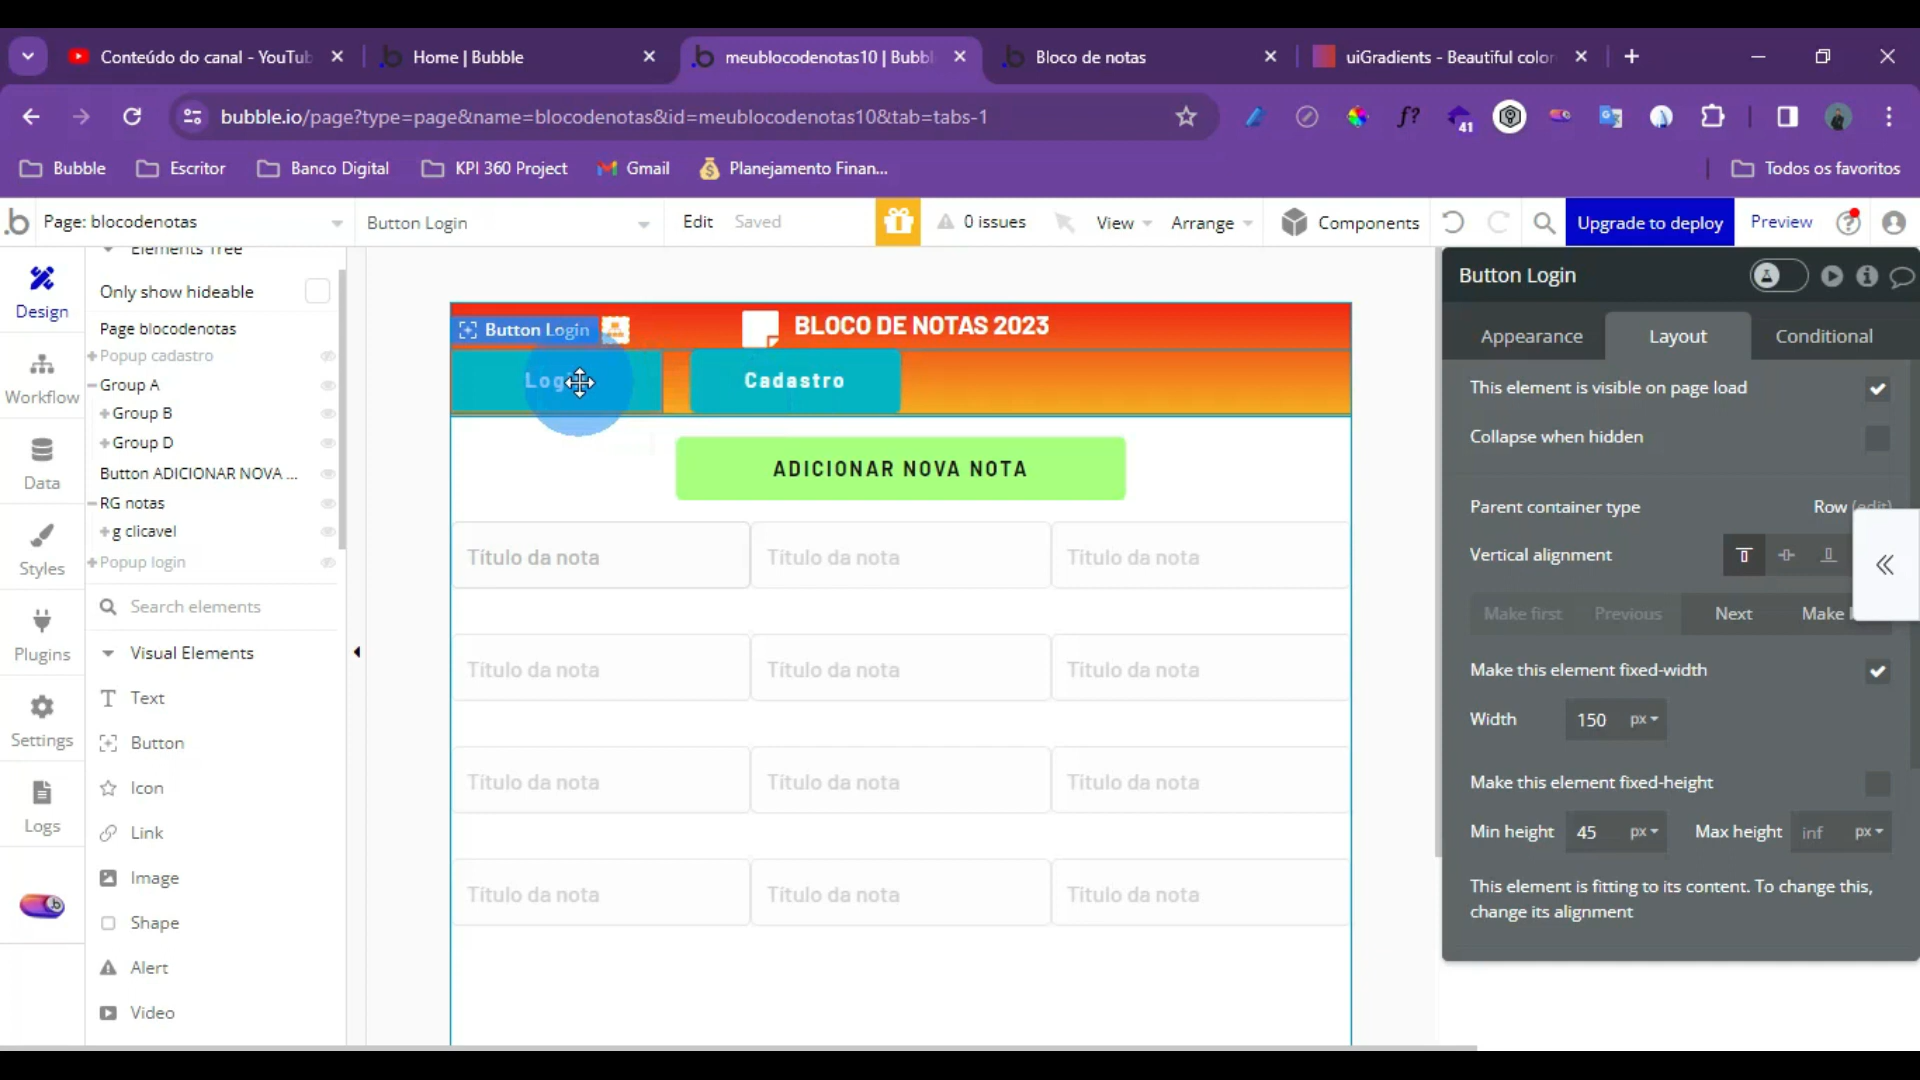 Conteúdo do canal - YouTub
Home | Bubble
meublocodenotas10 | Bubbl
Bloco de notas
uiGradients - Beautiful color
bubble.io/page?type=page&name=blocodenotas&id=meublocodenotas10&tab=tabs-1
f?
41
Bubble
Escritor
Banco Digital
KPI 360 Project
Gmail
Planejamento Finan...
Todos os favoritos
Page: blocodenotas
Button Login
Edit
Saved
0 issues
View
Arrange
Components
Upgrade to deploy
Preview
Design
Workflow
Data
Styles
Plugins
Settings
Logs
Elements Tree
Only show hideable
Page blocodenotas
Popup cadastro
Group A
Group B
Group D
Button ADICIONAR NOVA ...
RG notas
g clicavel
Popup login
Search elements
Visual Elements
Text
Button
Icon
Link
Image
Shape
Alert
Video
Button Login
BLOCO DE NOTAS 2023
Login
Cadastro
ADICIONAR NOVA NOTA
Título da nota Título da nota Título da nota
Título da nota Título da nota Título da nota
Título da nota Título da nota Título da nota
Título da nota Título da nota Título da nota
Button Login
Appearance Layout Conditional
This element is visible on page load
Collapse when hidden
Parent container type Row (edit)
Vertical alignment
Make first Previous Next Make l
Make this element fixed-width
Width 150 px
Make this element fixed-height
Min height 45 px Max height inf px
This element is fitting to its content. To change this,
change its alignment